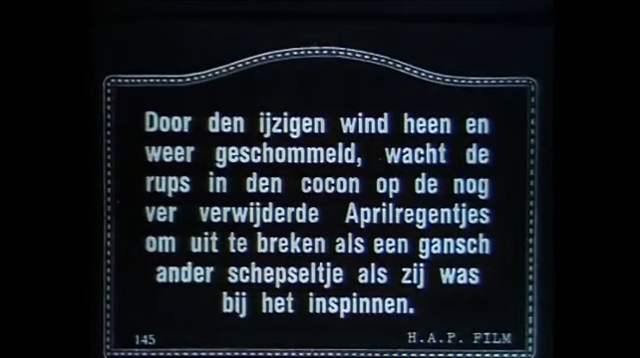 Door den ijzigen wind heen en
weer geschommeld, wacht de
rups in den cocon op de nog
ver verwijderde Aprilregentjes
om uit te breken als een gansch
ander schepseltje als zij was
bij het inspinnen.
145 H.A.P. FILM